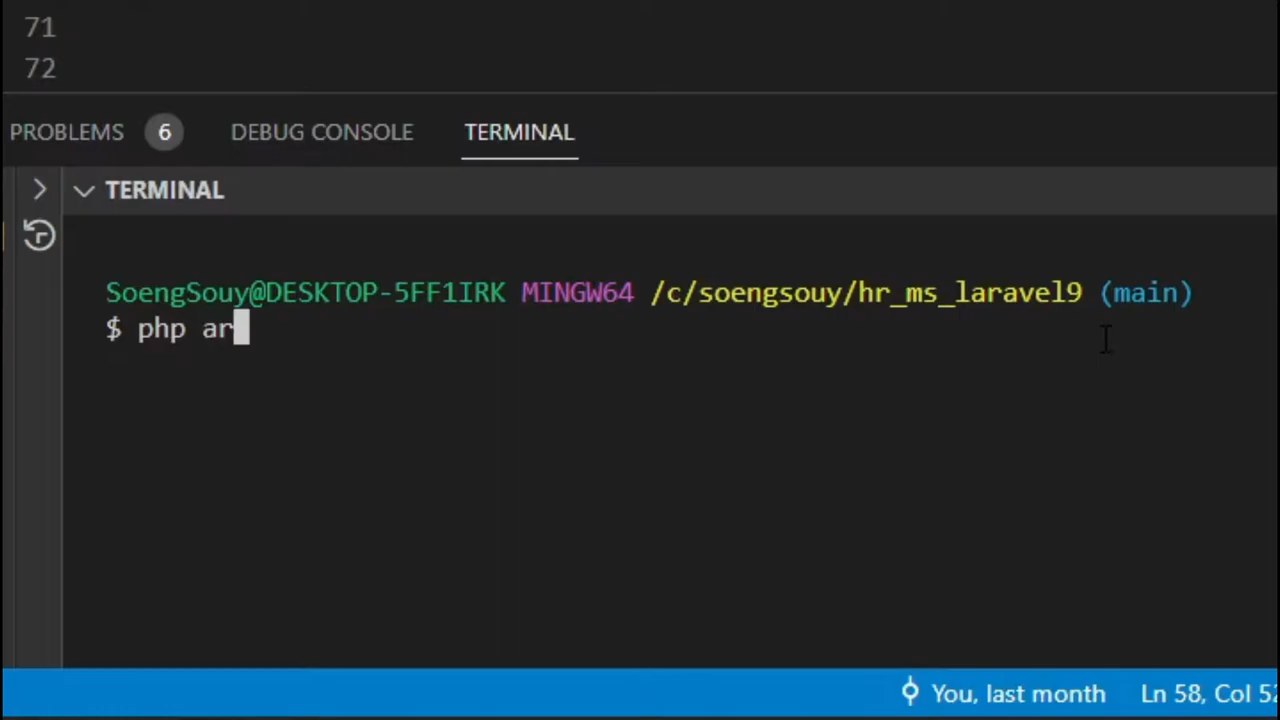 71
72
PROBLEMS 6 DEBUG CONSOLE TERMINAL
TERMINAL
SoengSouy@DESKTOP-5FF1IRK MINGW64 /c/soengsouy/hr_ms_laravel9 (main)
$ php ar
You, last month Ln 58, Col 52